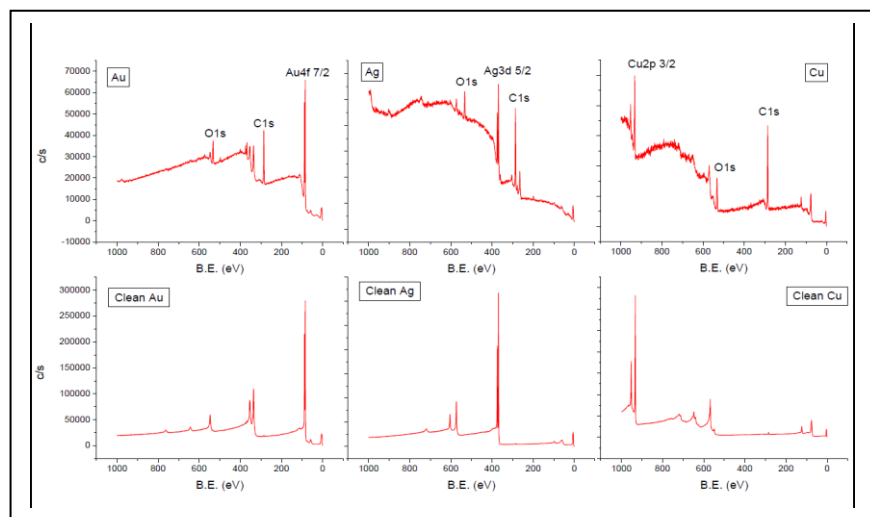 Au
Au4f 7/2
O1s
C1s
c/s
70000
60000
50000
40000
30000
20000
10000
0
-10000
1000 800 600 400 200 0
B.E. (eV)
Ag
Ag3d 5/2
O1s
C1s
1000 800 600 400 200 0
B.E. (eV)
Cu2p 3/2
Cu
C1s
O1s
1000 800 600 400 200 0
B.E. (eV)
Clean Au
c/s
300000
250000
200000
150000
100000
50000
0
1000 800 600 400 200 0
B.E. (eV)
Clean Ag
1000 800 600 400 200 0
B.E. (eV)
Clean Cu
1000 800 600 400 200 0
B.E. (eV)